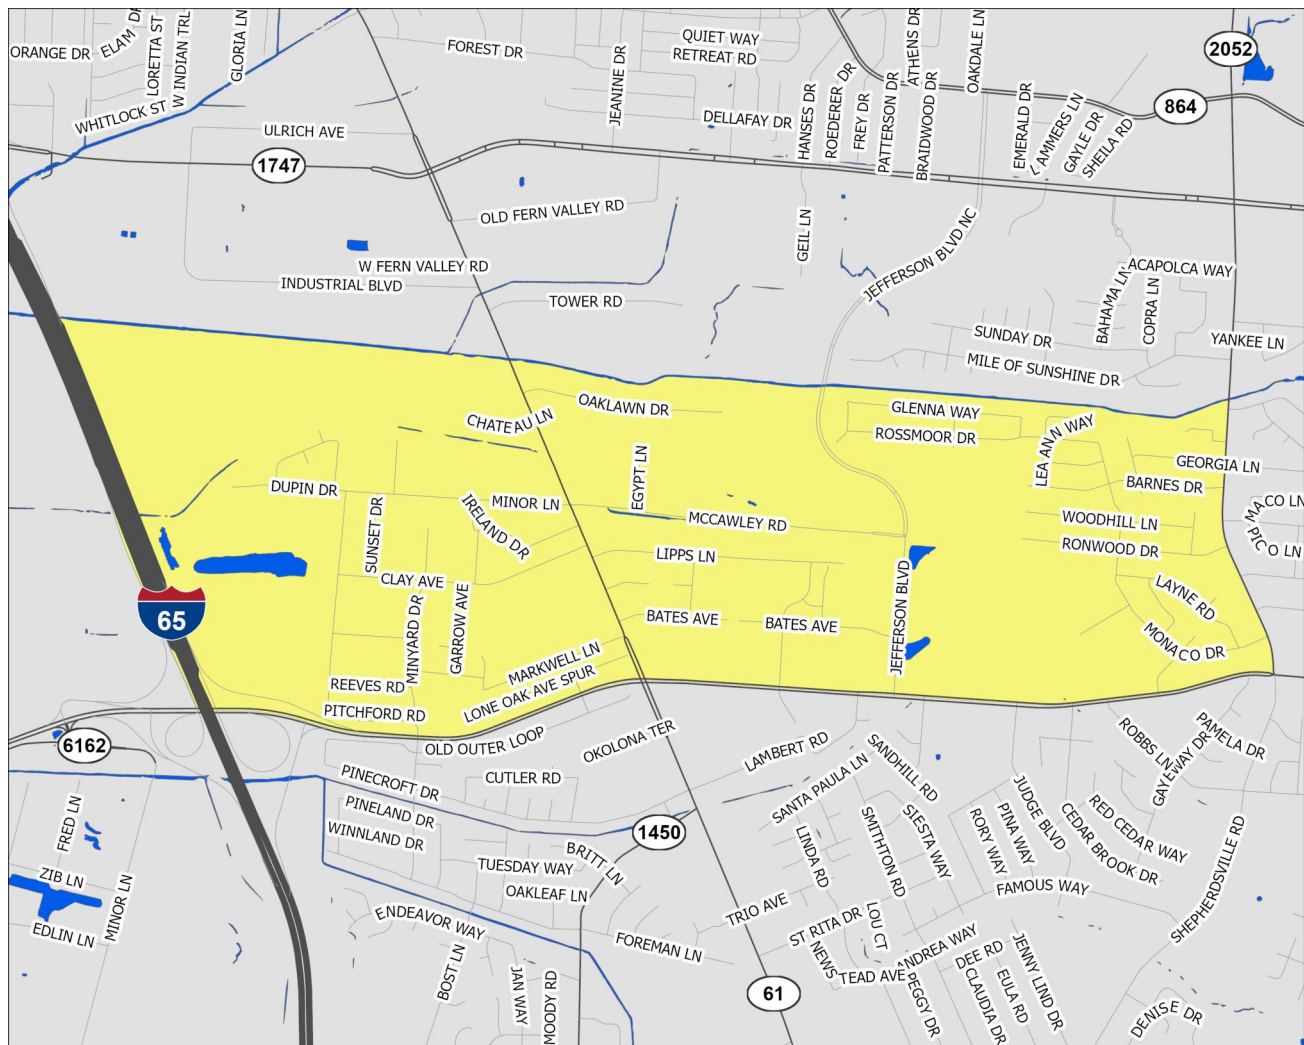 ORANGE DR
ELAM DR
LORETTA ST
W INDIAN TRL
GLORIA LN
WHITLOCK ST
FOREST DR
JEANINE DR
QUIET WAY
RETREAT RD
DELLAFAY DR
HANSES DR
ROEDERER DR
FREY DR
PATTERSON DR
ATHENS DR
BRAIDWOOD DR
OAKDALE LN
EMERALD DR
LAMMERS LN
GAYLE DR
SHEILA RD
2052
864
ULRICH AVE
1747
OLD FERN VALLEY RD
GEIL LN
JEFFERSON BLVD NC
W FERN VALLEY RD
INDUSTRIAL BLVD
TOWER RD
ACAPOLCA WAY
BAHAMA LN
COPRA LN
SUNDAY DR
MILE OF SUNSHINE DR
YANKEE LN
CHATEAU LN
OAKLAWN DR
GLENNA WAY
ROSSMOOR DR
LEA ANN WAY
GEORGIA LN
BARNES DR
EGYPT LN
DUPIN DR
SUNSET DR
MINOR LN
IRELAND DR
MCCAWLEY RD
WOODHILL LN
RONWOOD DR
MACO LN
PICO LN
LIPPS LN
CLAY AVE
MINYARD DR
GARROW AVE
BATES AVE
BATES AVE
JEFFERSON BLVD
LAYNE RD
MONACO DR
65
MARKWELL LN
LONE OAK AVE SPUR
REEVES RD
PITCHFORD RD
OLD OUTER LOOP
6162
OKOLONA TER
LAMBERT RD
SANDHILL RD
ROBBS LN
GAYEWAY DR
PAMELA DR
PINECROFT DR
CUTLER RD
PINELAND DR
WINNLAND DR
1450
SANTA PAULA LN
LINDA RD
SMITHTON RD
SIESTA WAY
RORY WAY
PINA WAY
JUDGE BLVD
CEDAR BROOK DR
RED CEDAR WAY
FRED LN
ZIB LN
EDLIN LN
MINOR LN
TUESDAY WAY
BRITT LN
OAKLEAF LN
ENDEAVOR WAY
FOREMAN LN
TRIO AVE
FAMOUS WAY
SHEPHERDSVILLE RD
ST RITA DR
LOU CT
NEWS
TEAD AVE
ANDREA WAY
DEE RD
JENNY LIND DR
EULA RD
CLAUDIA DR
PEGGY DR
BOST LN
JAN WAY
MOODY RD
61
DENISE DR